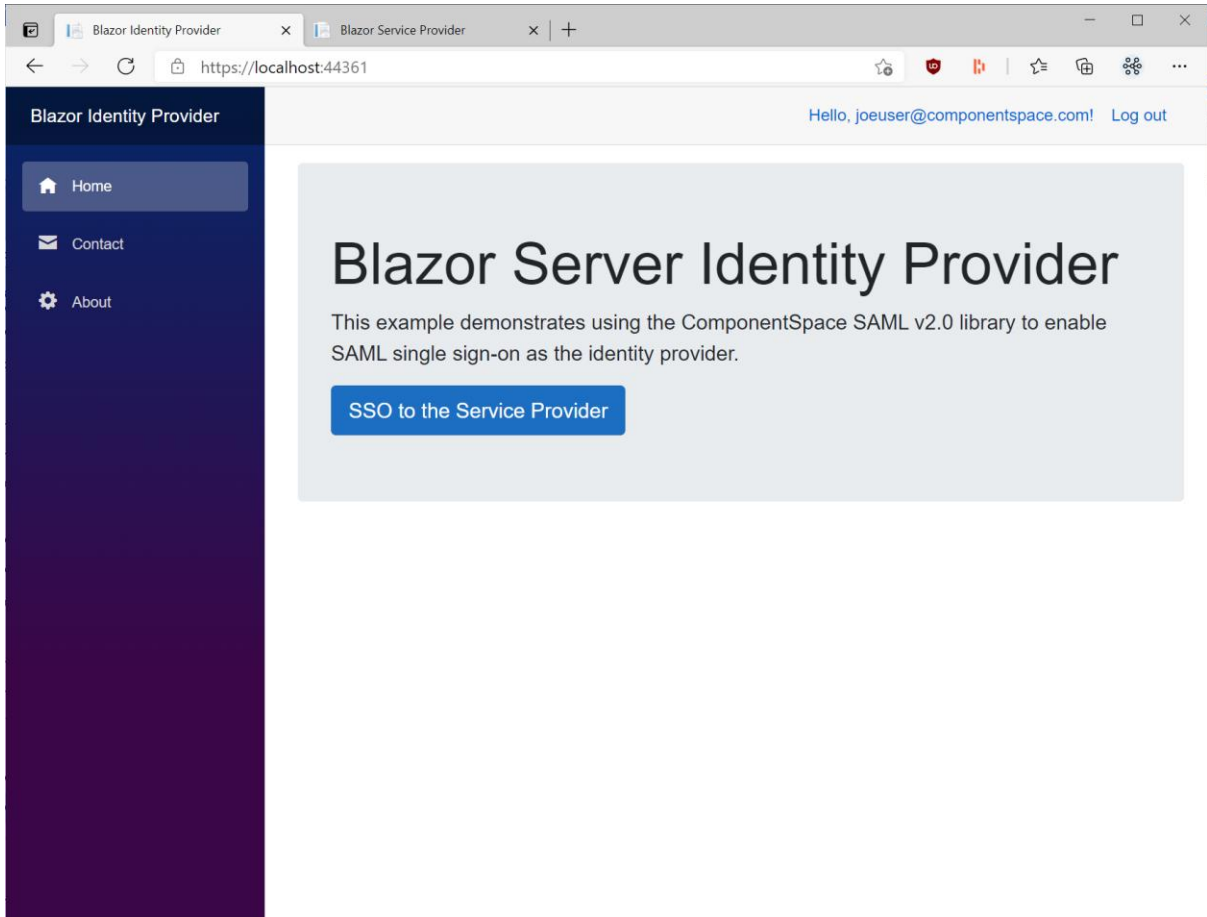 Blazor Identity Provider
Blazor Service Provider
https://localhost:44361
Blazor Identity Provider
Hello, joeuser@componentspace.com! Log out
Home
Contact
About
Blazor Server Identity Provider
This example demonstrates using the ComponentSpace SAML v2.0 library to enable
SAML single sign-on as the identity provider.
SSO to the Service Provider